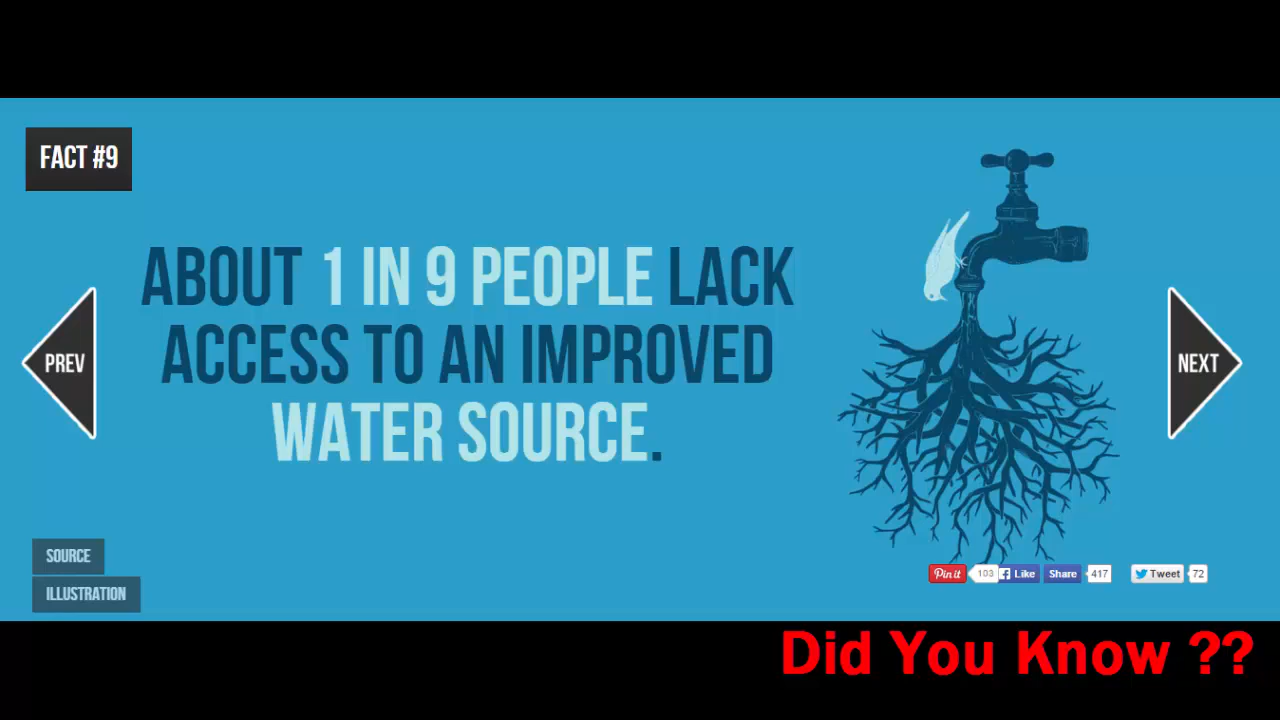 FACT #9
ABOUT 1 IN 9 PEOPLE LACK
ACCESS TO AN IMPROVED
WATER SOURCE.
PREV
NEXT
SOURCE
ILLUSTRATION
Pin it 103 Like Share 417 Tweet 72
Did You Know ??